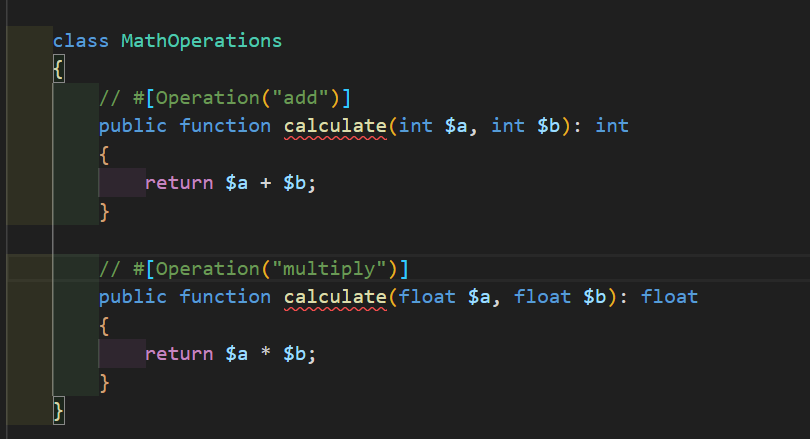 class MathOperations
{
// #[Operation("add")]
public function calculate(int $a, int $b): int
{
return $a + $b;
}
// #[Operation("multiply")]
public function calculate(float $a, float $b): float
{
return $a * $b;
}
}